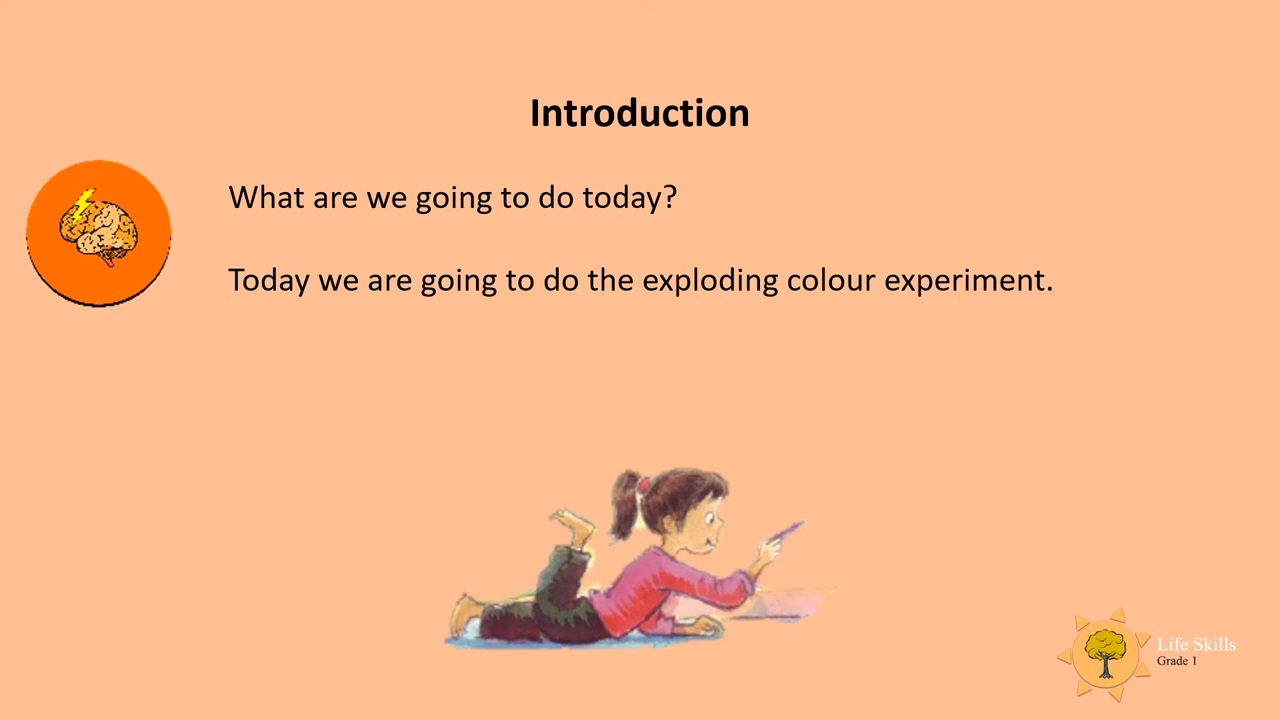 Introduction
What are we going to do today?
Today we are going to do the exploding colour experiment.
Life Skills
Grade 1